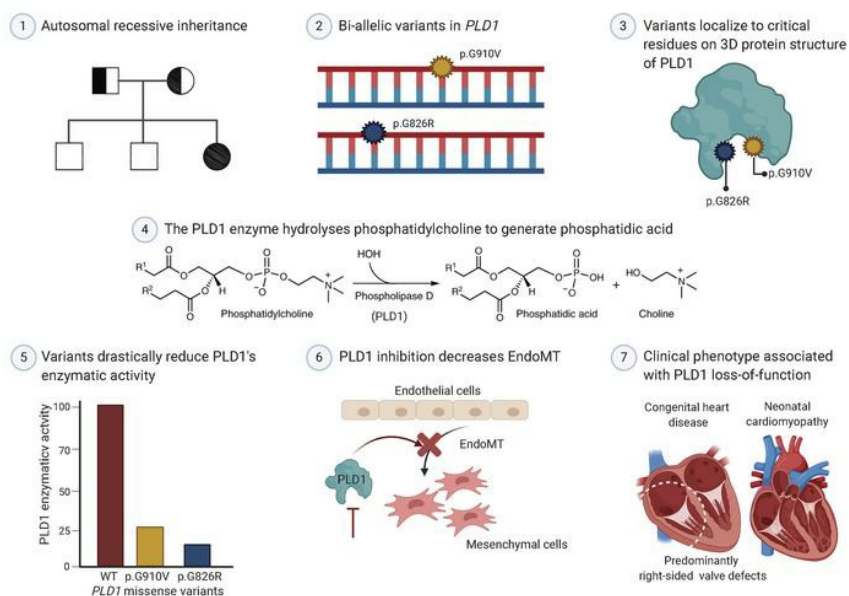 1 Autosomal recessive inheritance
2 Bi-allelic variants in PLD1
p.G910V
p.G826R
3 Variants localize to critical
residues on 3D protein structure
of PLD1
p.G910V
p.G826R
4 The PLD1 enzyme hydrolyses phosphatidylcholine to generate phosphatidic acid
R¹ O O O P O O⁻ O N⁺ H R² O O
Phosphatidylcholine
HOH
Phospholipase D
(PLD1)
R¹ O O O P O OH O⁻ H R² O O
Phosphatidic acid
+
HO N⁺
Choline
5 Variants drastically reduce PLD1's
enzymatic activity
PLD1 enzymaticv actvity
100
70
50
25
0
WT p.G910V p.G826R
PLD1 missense variants
6 PLD1 inhibition decreases EndoMT
Endothelial cells
EndoMT
PLD1
Mesenchymal cells
7 Clinical phenotype associated
with PLD1 loss-of-function
Congenital heart
disease
Neonatal
cardiomyopathy
Predominantly
right-sided valve defects